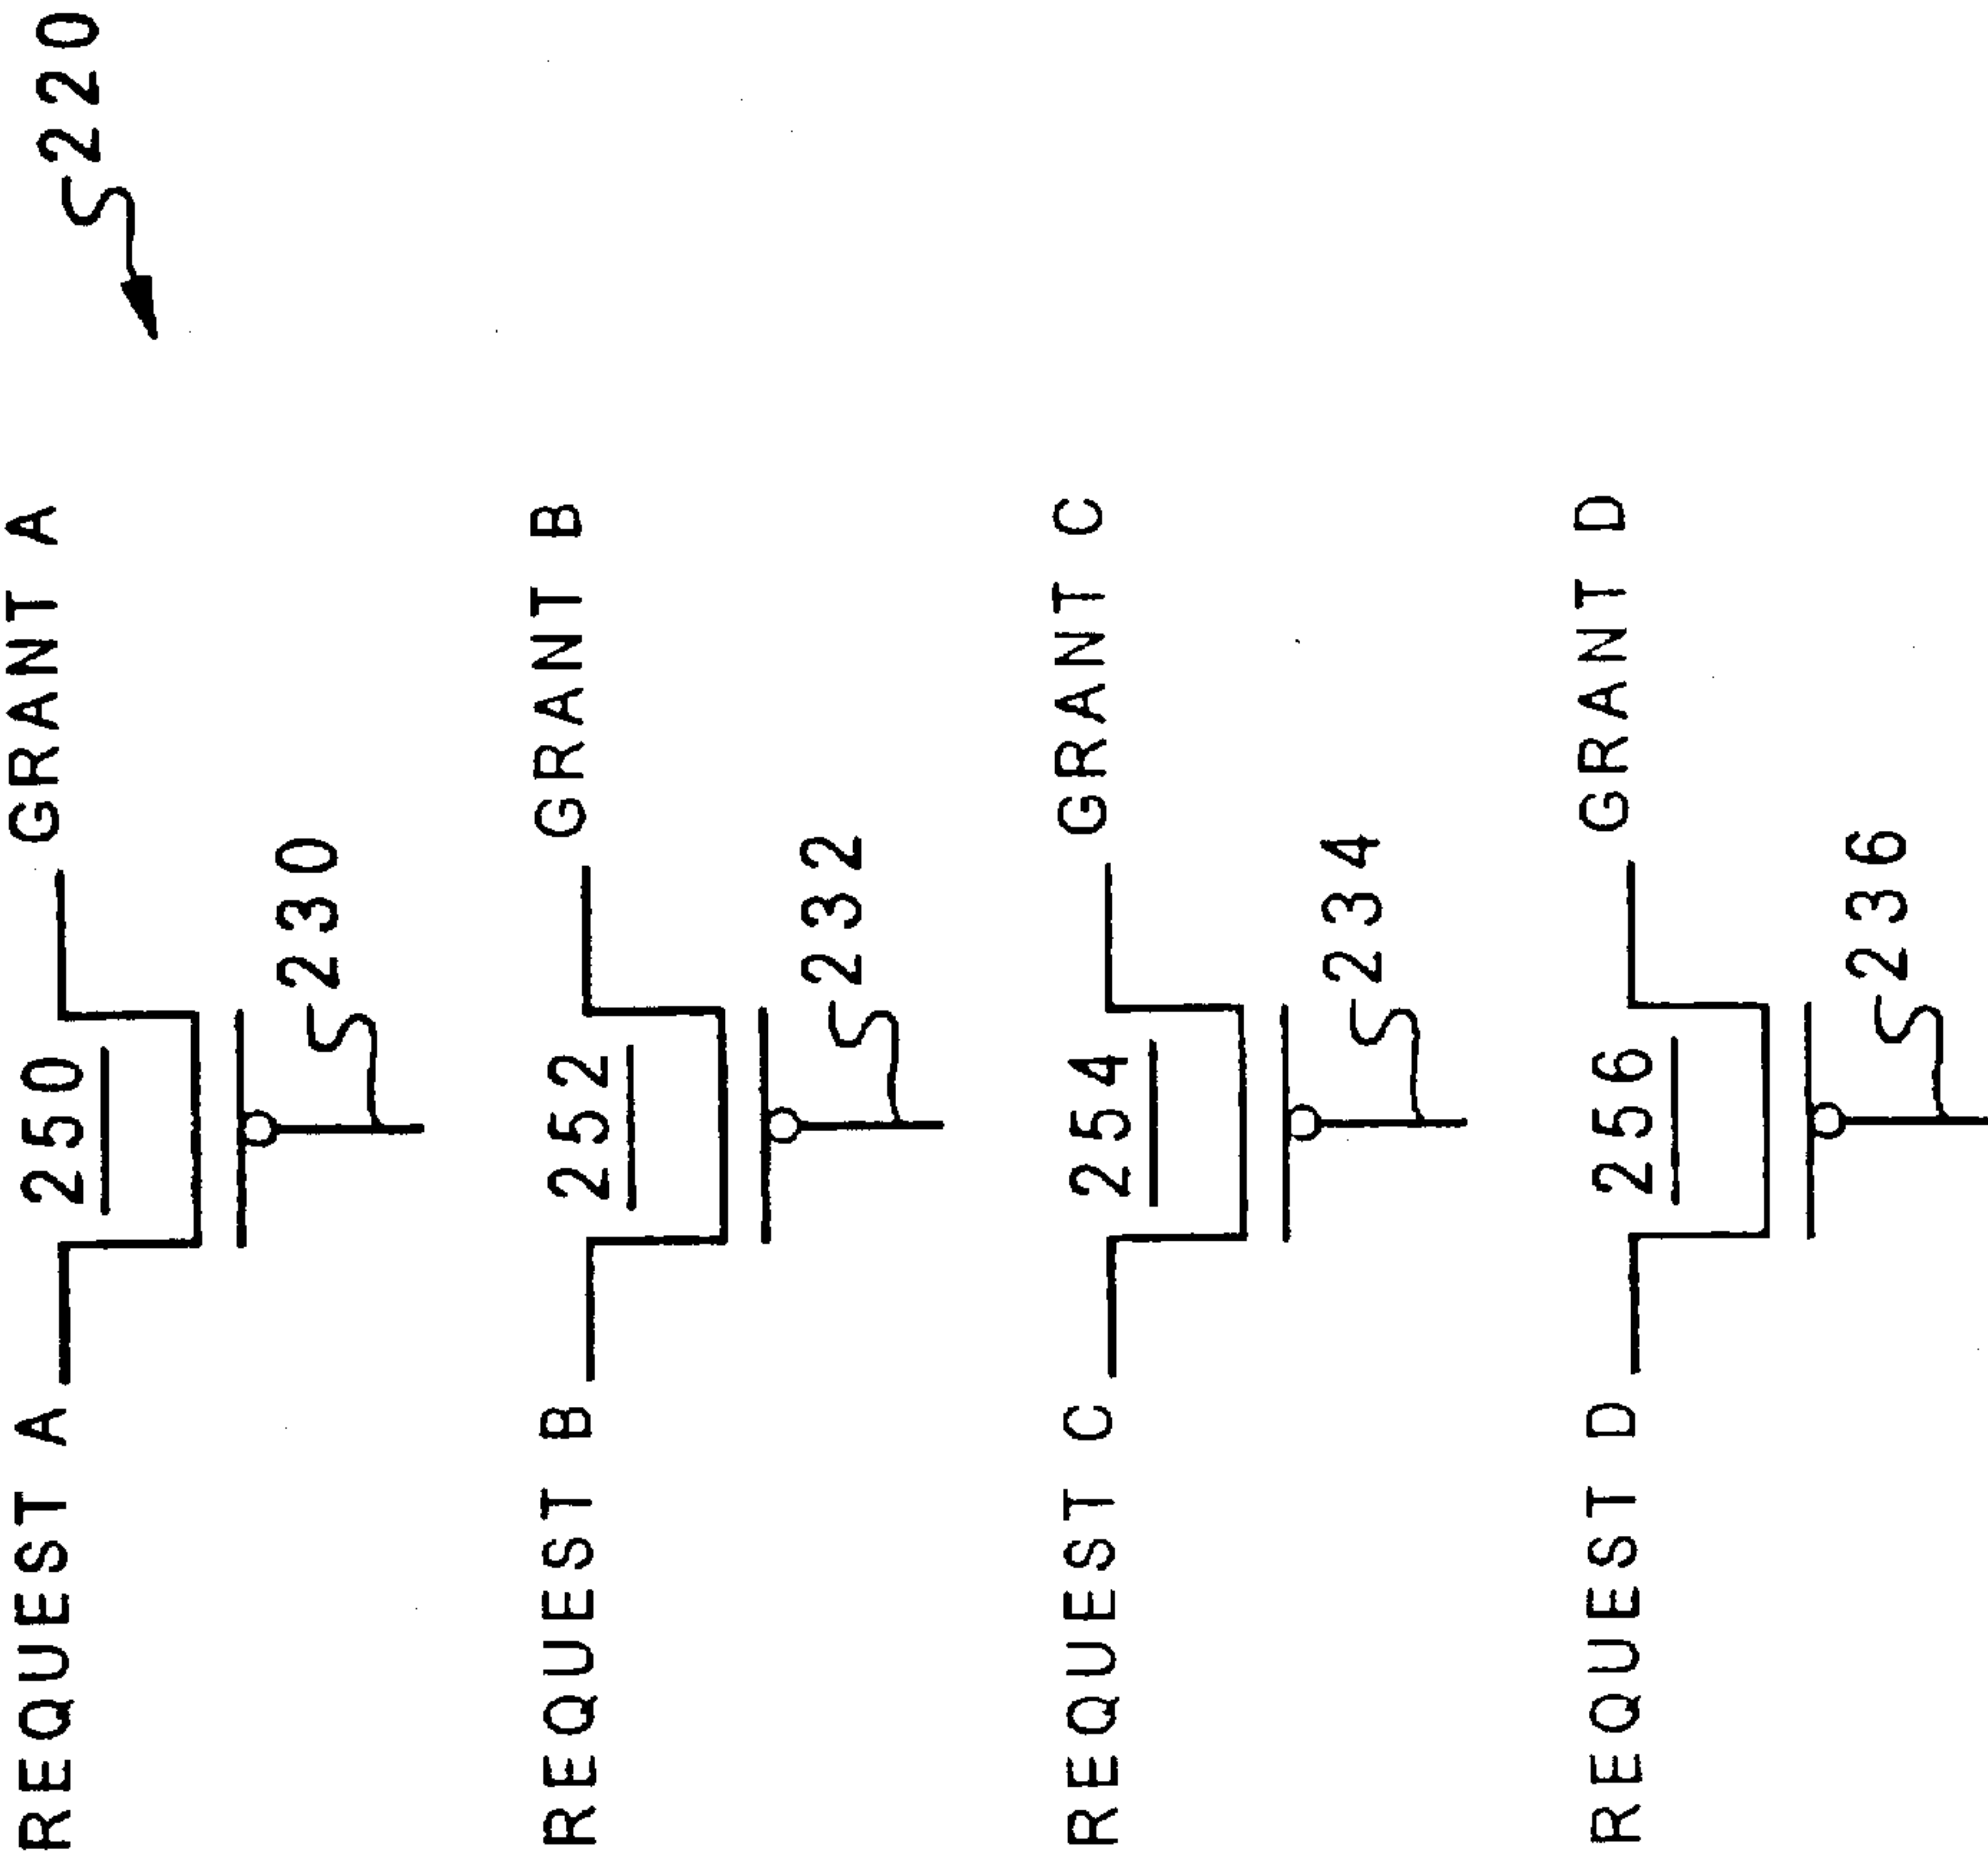 220
REQUEST A
250
GRANT A
230
REQUEST B
252
GRANT B
232
REQUEST C
254
GRANT C
234
REQUEST D
256
GRANT D
236